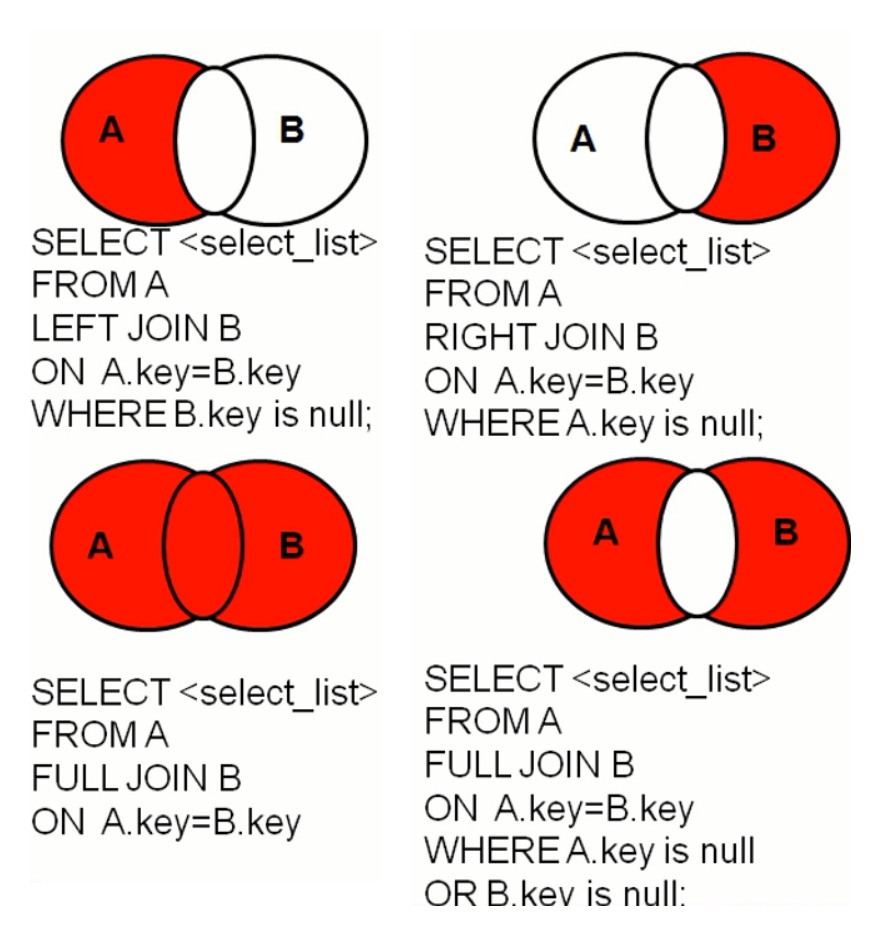 A B
SELECT <select_list>
FROM A
LEFT JOIN B
ON A.key=B.key
WHERE B.key is null;
A B
SELECT <select_list>
FROM A
RIGHT JOIN B
ON A.key=B.key
WHERE A.key is null;
A B
SELECT <select_list>
FROM A
FULL JOIN B
ON A.key=B.key
A B
SELECT <select_list>
FROM A
FULL JOIN B
ON A.key=B.key
WHERE A.key is null
OR B.key is null;